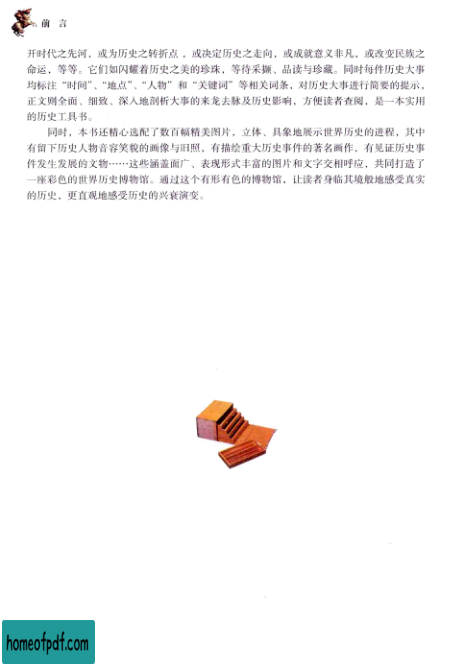 前 言
开时代之先河，或为历史之转折点，或决定历史之走向，或成就意义非凡，或改变民族之
命运，等等。它们如闪耀着历史之美的珍珠，等待采撷、品读与珍藏。同时每件历史大事
均标注“时间”、“地点”、“人物” 和 “关键词” 等相关词条，对历史大事进行简要的提示，
正文则全面、细致、深入地剖析大事的来龙去脉及历史影响，方便读者查阅，是一本实用
的历史工具书。
同时，本书还精心选配了数百幅精美图片，立体、具象地展示世界历史的进程，其中
有留下历史人物音容笑貌的画像与旧照，有描绘重大历史事件的著名画作，有见证历史事
件发生发展的文物……这些涵盖面广、表现形式丰富的图片和文字交相呼应，共同打造了
一座彩色的世界历史博物馆。通过这个有形有色的博物馆，让读者身临其境般地感受真实
的历史，更直观地感受历史的兴衰演变。
homeofpdf.com